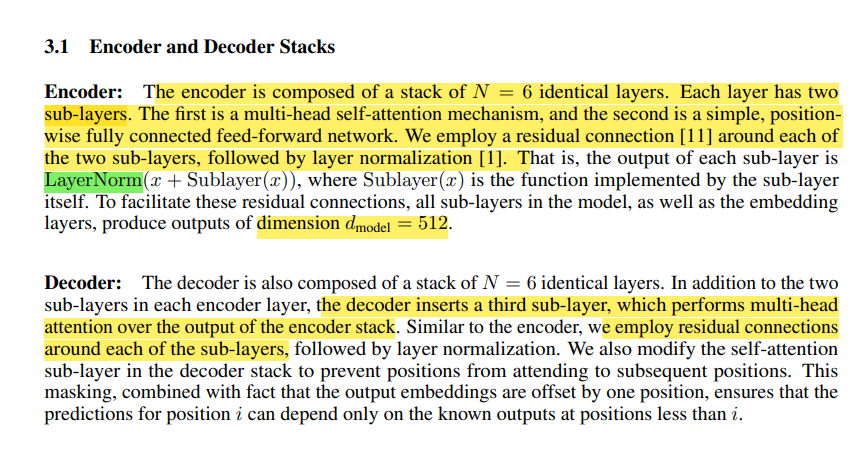 3.1 Encoder and Decoder Stacks
Encoder: The encoder is composed of a stack of N = 6 identical layers. Each layer has two
sub-layers. The first is a multi-head self-attention mechanism, and the second is a simple, position-
wise fully connected feed-forward network. We employ a residual connection [11] around each of
the two sub-layers, followed by layer normalization [1]. That is, the output of each sub-layer is
LayerNorm(x + Sublayer(x)), where Sublayer(x) is the function implemented by the sub-layer
itself. To facilitate these residual connections, all sub-layers in the model, as well as the embedding
layers, produce outputs of dimension d_model = 512.
Decoder: The decoder is also composed of a stack of N = 6 identical layers. In addition to the two
sub-layers in each encoder layer, the decoder inserts a third sub-layer, which performs multi-head
attention over the output of the encoder stack. Similar to the encoder, we employ residual connections
around each of the sub-layers, followed by layer normalization. We also modify the self-attention
sub-layer in the decoder stack to prevent positions from attending to subsequent positions. This
masking, combined with fact that the output embeddings are offset by one position, ensures that the
predictions for position i can depend only on the known outputs at positions less than i.